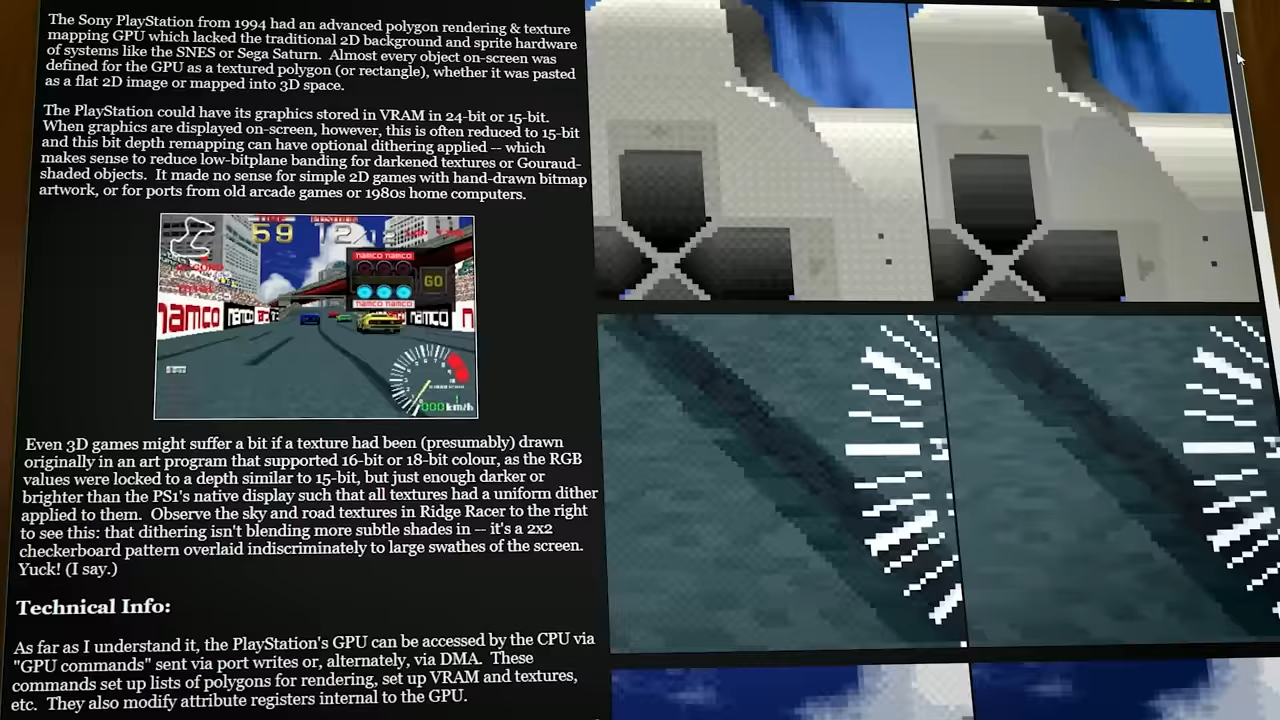 The Sony PlayStation from 1994 had an advanced polygon rendering & texture
mapping GPU which lacked the traditional 2D background and sprite hardware
of systems like the SNES or Sega Saturn.  Almost every object on-screen was
defined for the GPU as a textured polygon (or rectangle), whether it was pasted
as a flat 2D image or mapped into 3D space.
The PlayStation could have its graphics stored in VRAM in 24-bit or 15-bit.
When graphics are displayed on-screen, however, this is often reduced to 15-bit
and this bit depth remapping can have optional dithering applied -- which
makes sense to reduce low-bitplane banding for darkened textures or Gouraud-
shaded objects.  It made no sense for simple 2D games with hand-drawn bitmap
artwork, or for ports from old arcade games or 1980s home computers.
59 12
namco namco
GO
namco namco
namco namco namco
000 km/h
Even 3D games might suffer a bit if a texture had been (presumably) drawn
originally in an art program that supported 16-bit or 18-bit colour, as the RGB
values were locked to a depth similar to 15-bit, but just enough darker or
brighter than the PS1's native display such that all textures had a uniform dither
applied to them.  Observe the sky and road textures in Ridge Racer to the right
to see this: that dithering isn't blending more subtle shades in -- it's a 2x2
checkerboard pattern overlaid indiscriminately to large swathes of the screen.
Yuck! (I say.)
Technical Info:
As far as I understand it, the PlayStation's GPU can be accessed by the CPU via
"GPU commands" sent via port writes or, alternately, via DMA.  These
commands set up lists of polygons for rendering, set up VRAM and textures,
etc.  They also modify attribute registers internal to the GPU.